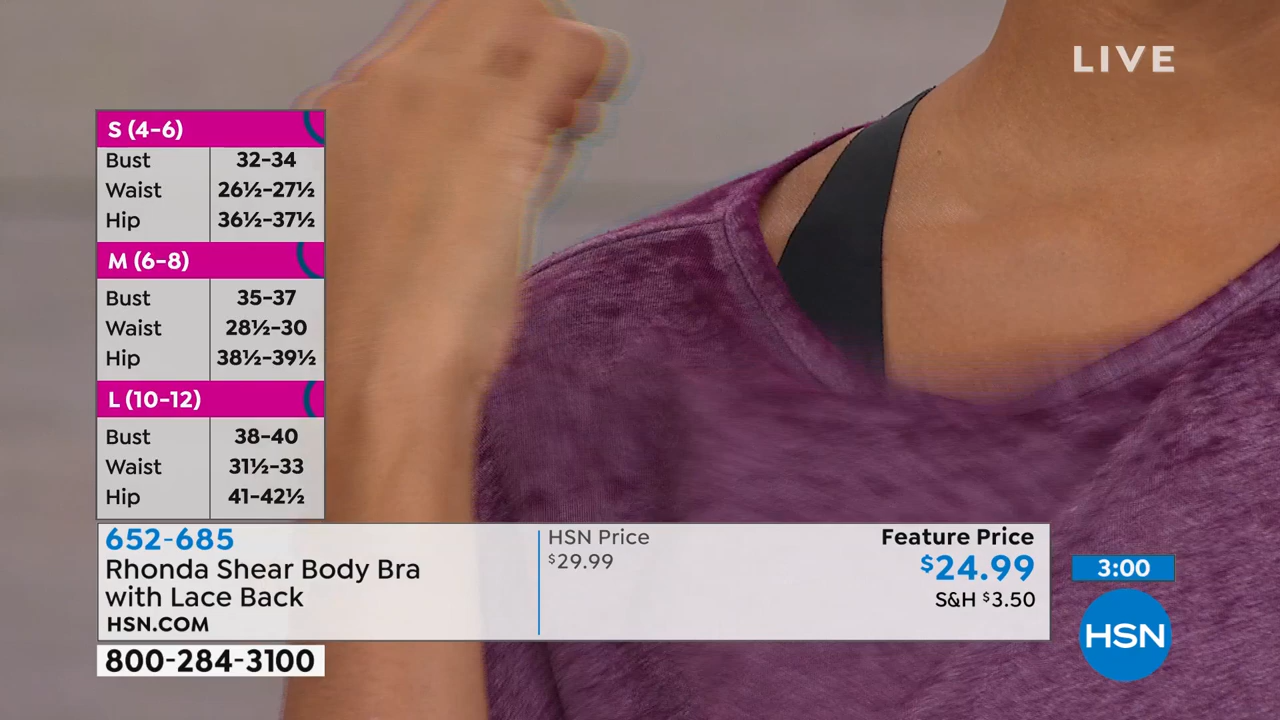 LIVE
S (4-6)
Bust 32-34
Waist 26½-27½
Hip 36½-37½
M (6-8)
Bust 35-37
Waist 28½-30
Hip 38½-39½
L (10-12)
Bust 38-40
Waist 31½-33
Hip 41-42½
652-685
Rhonda Shear Body Bra
with Lace Back
HSN.COM
HSN Price
$29.99
Feature Price
$24.99
S&H $3.50
3:00
HSN
800-284-3100